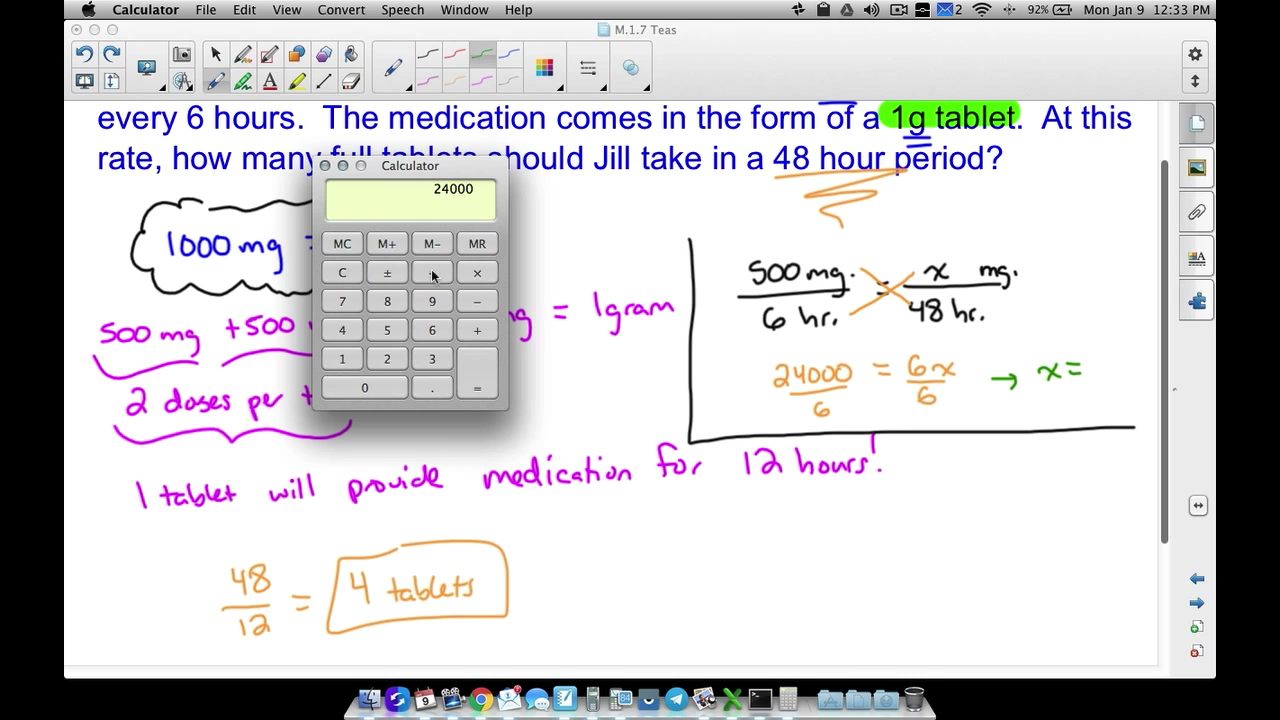 Calculator File Edit View Convert Speech Window Help 2 92% Mon Jan 9 12:33 PM
M.1.7 Teas
every 6 hours. The medication comes in the form of a 1g tablet. At this
rate, how many full tablets should Jill take in a 48 hour period?
Calculator
24000
MC M+ M− MR
C ± ×
7 8 9 −
4 5 6 +
1 2 3
0 . =
1000 mg
500 mg + 500 = 1 gram
2 doses per
1 tablet will provide medication for 12 hours!
48/12 = 4 tablets
500 mg. / 6 hr. = x mg. / 48 hr.
24000/6 = 6x/6 → x =